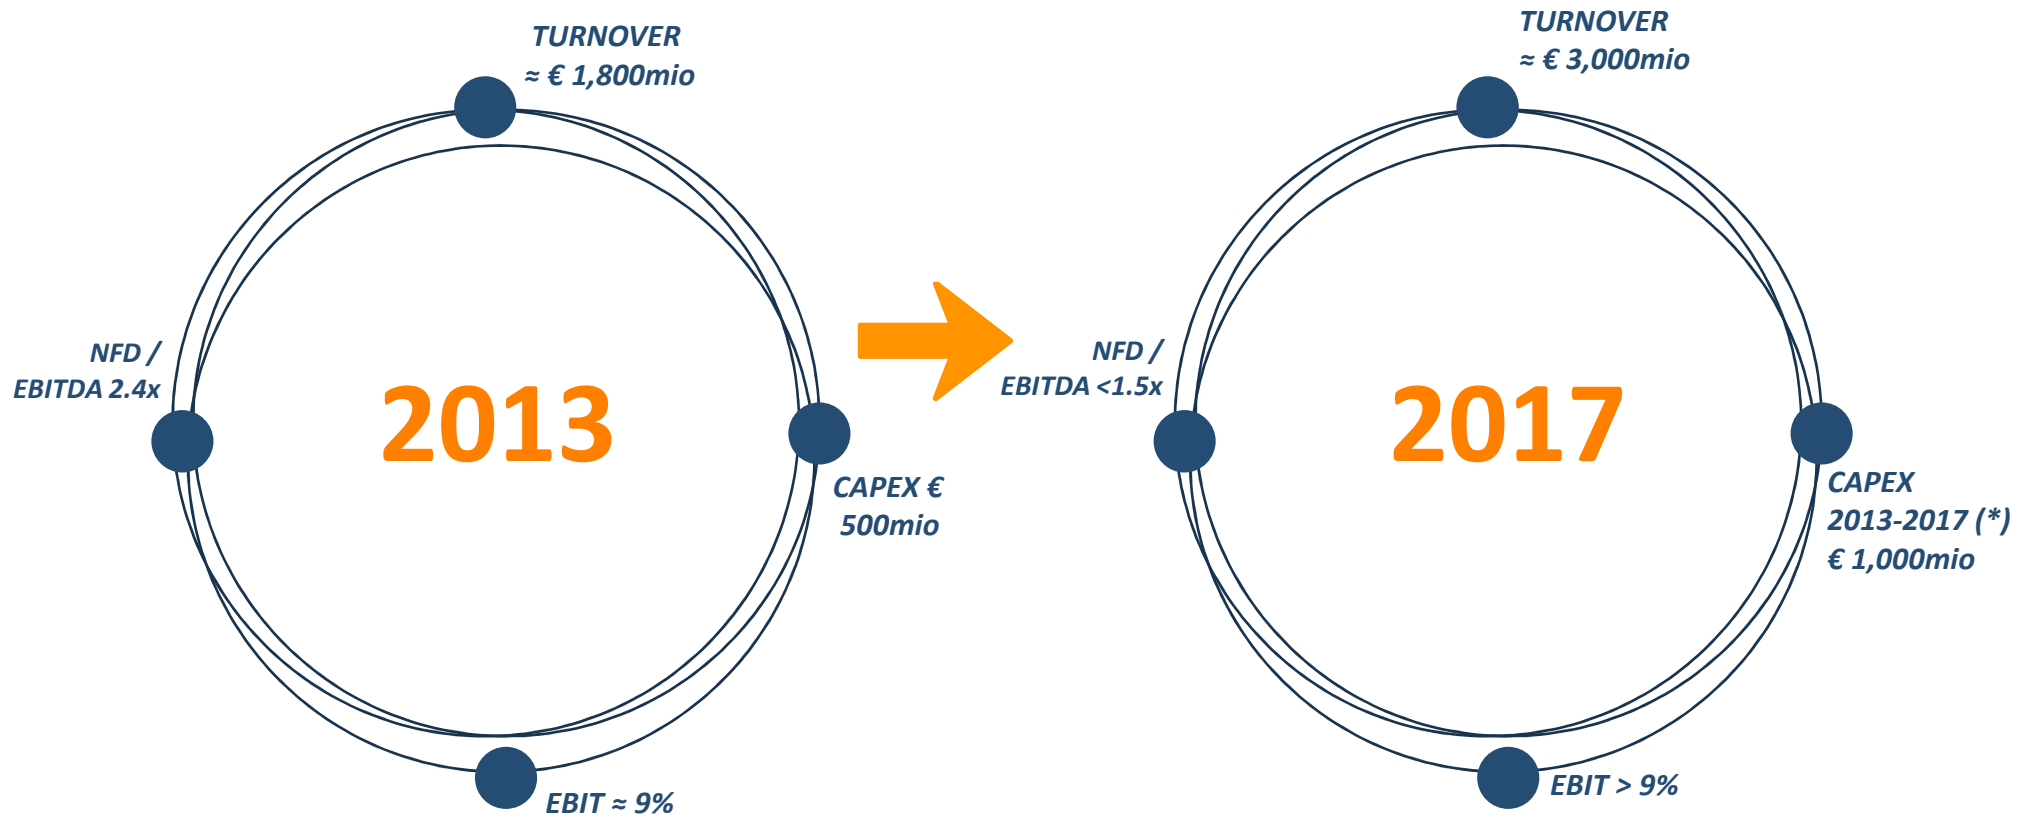 TURNOVER
≈ € 1,800mio
NFD /
EBITDA 2.4x
2013
CAPEX €
500mio
EBIT ≈ 9%
TURNOVER
≈ € 3,000mio
NFD /
EBITDA <1.5x
2017
CAPEX
2013-2017 (*)
€ 1,000mio
EBIT > 9%